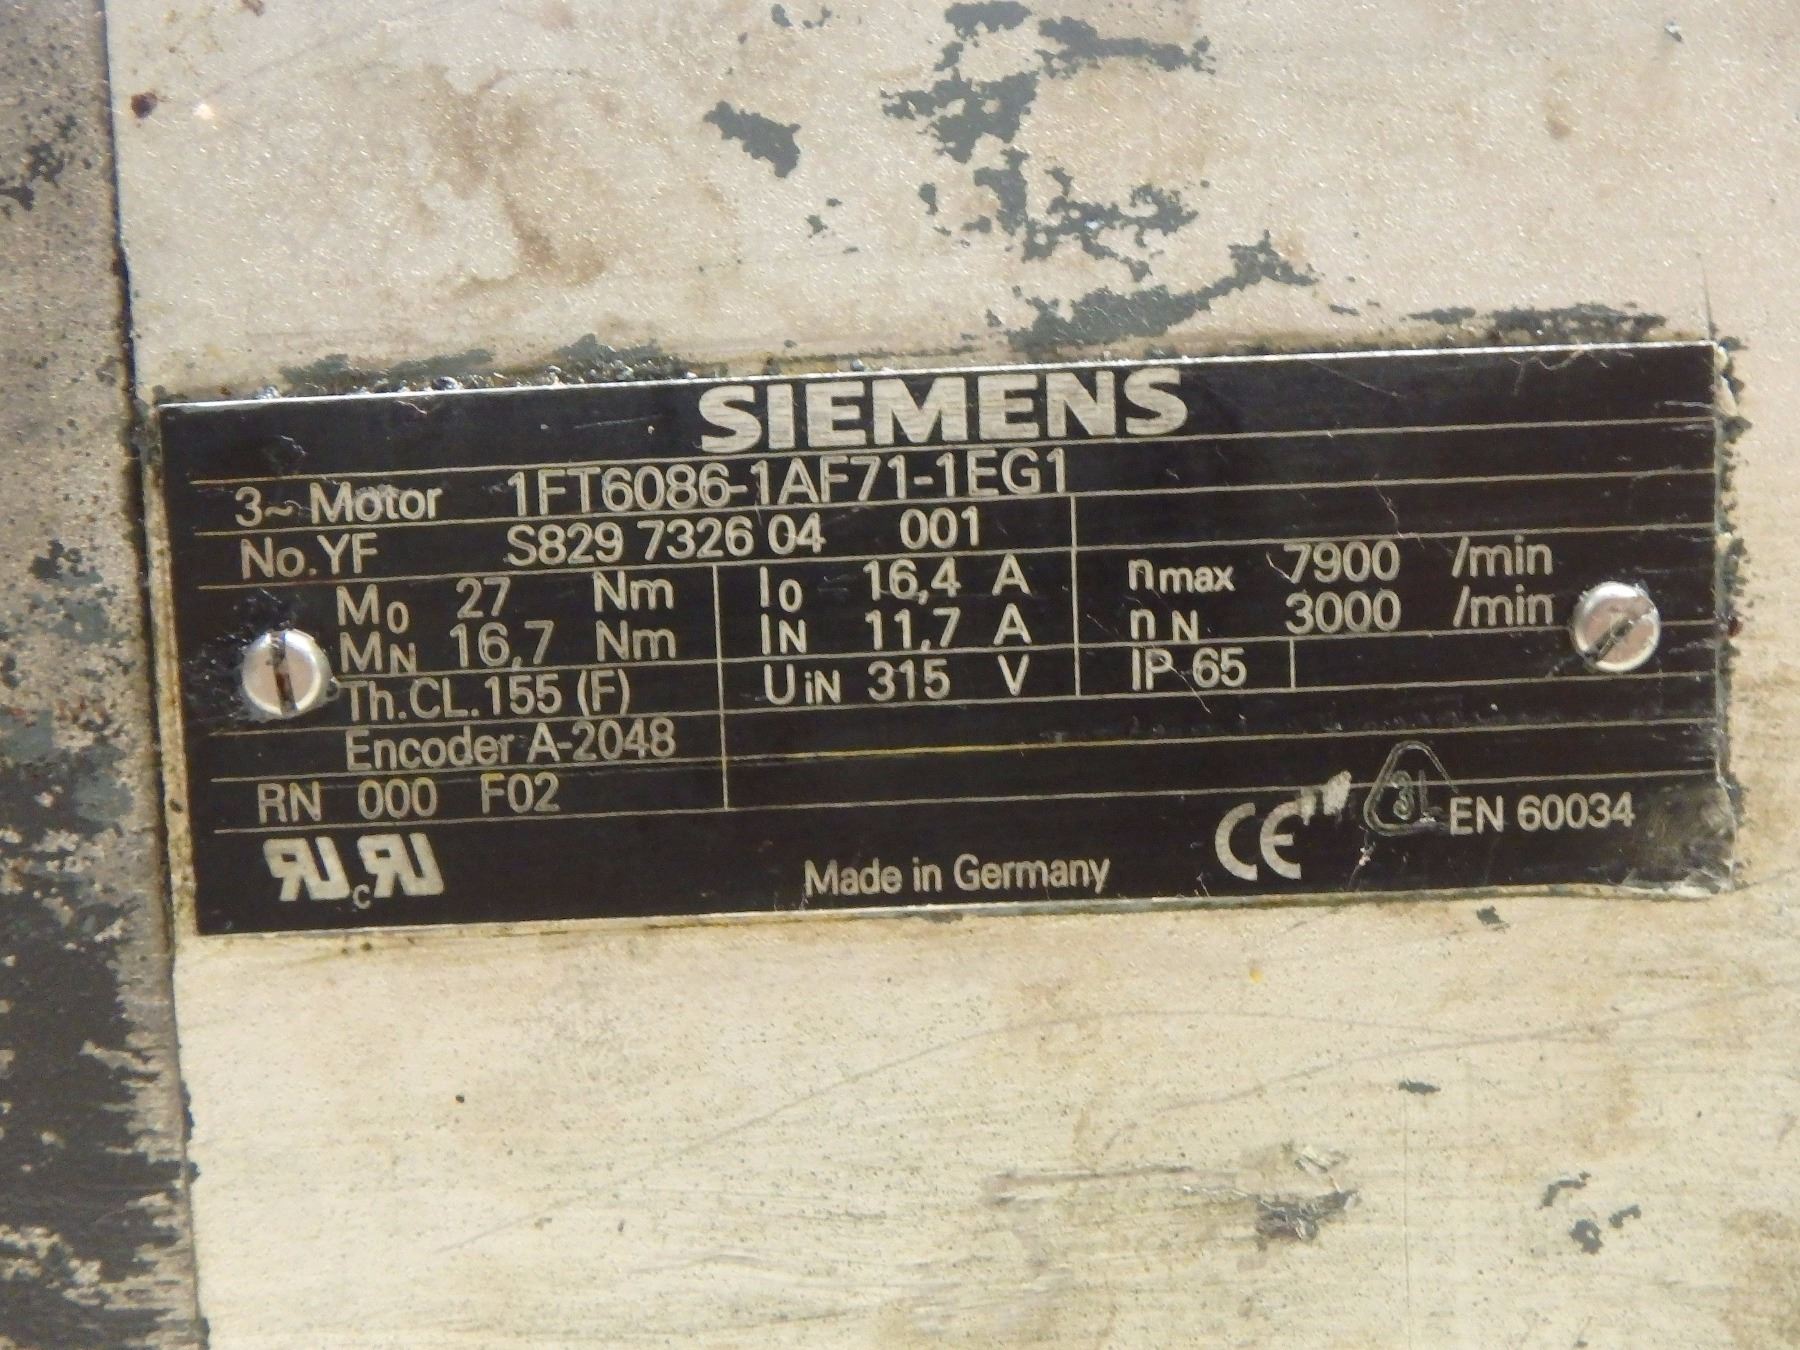 SIEMENS
3~ Motor 1FT6086-1AF71-1EG1
No.YF S829 7326 04 001
M0 27 Nm I0 16,4 A nmax 7900 /min
MN 16,7 Nm IN 11,7 A nN 3000 /min
Th.CL.155 (F) UiN 315 V IP 65
Encoder A-2048
RN 000 F02
RU c RU Made in Germany CE EN 60034